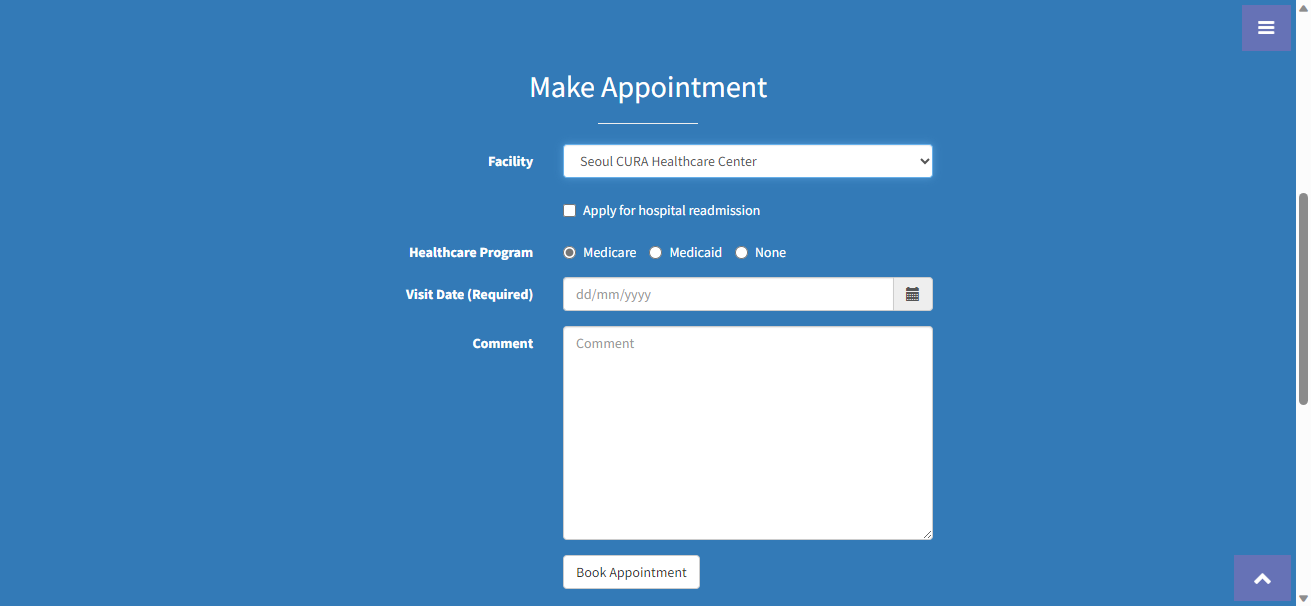 Make Appointment
Facility
Seoul CURA Healthcare Center
Apply for hospital readmission
Healthcare Program
Medicare Medicaid None
Visit Date (Required)
dd/mm/yyyy
Comment
Comment
Book Appointment